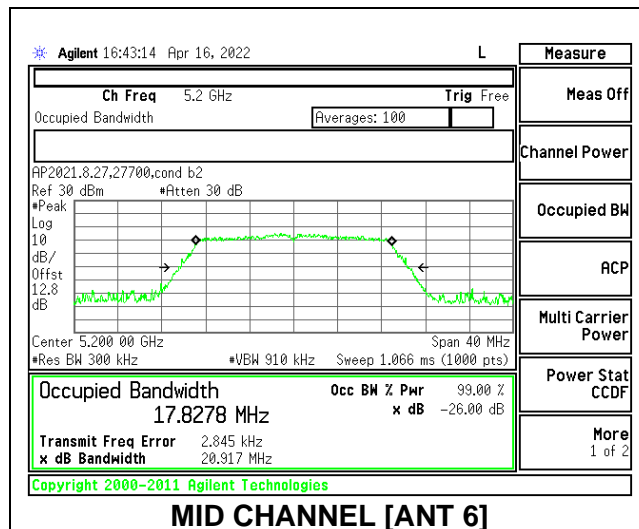 Agilent 16:43:14 Apr 16, 2022 L
Measure
Ch Freq 5.2 GHz Trig Free
Occupied Bandwidth Averages: 100
AP2021.8.27,27700,cond b2
Ref 30 dBm #Atten 30 dB
#Peak
Log
10
dB/
Offst
12.8
dB
Center 5.200 00 GHz Span 40 MHz
#Res BW 300 kHz #VBW 910 kHz Sweep 1.066 ms (1000 pts)
Occupied Bandwidth Occ BW % Pwr 99.00 %
17.8278 MHz x dB -26.00 dB
Transmit Freq Error 2.845 kHz
x dB Bandwidth 20.917 MHz
Copyright 2000-2011 Agilent Technologies
Meas Off
Channel Power
Occupied BW
ACP
Multi Carrier
Power
Power Stat
CCDF
More
1 of 2
MID CHANNEL [ANT 6]